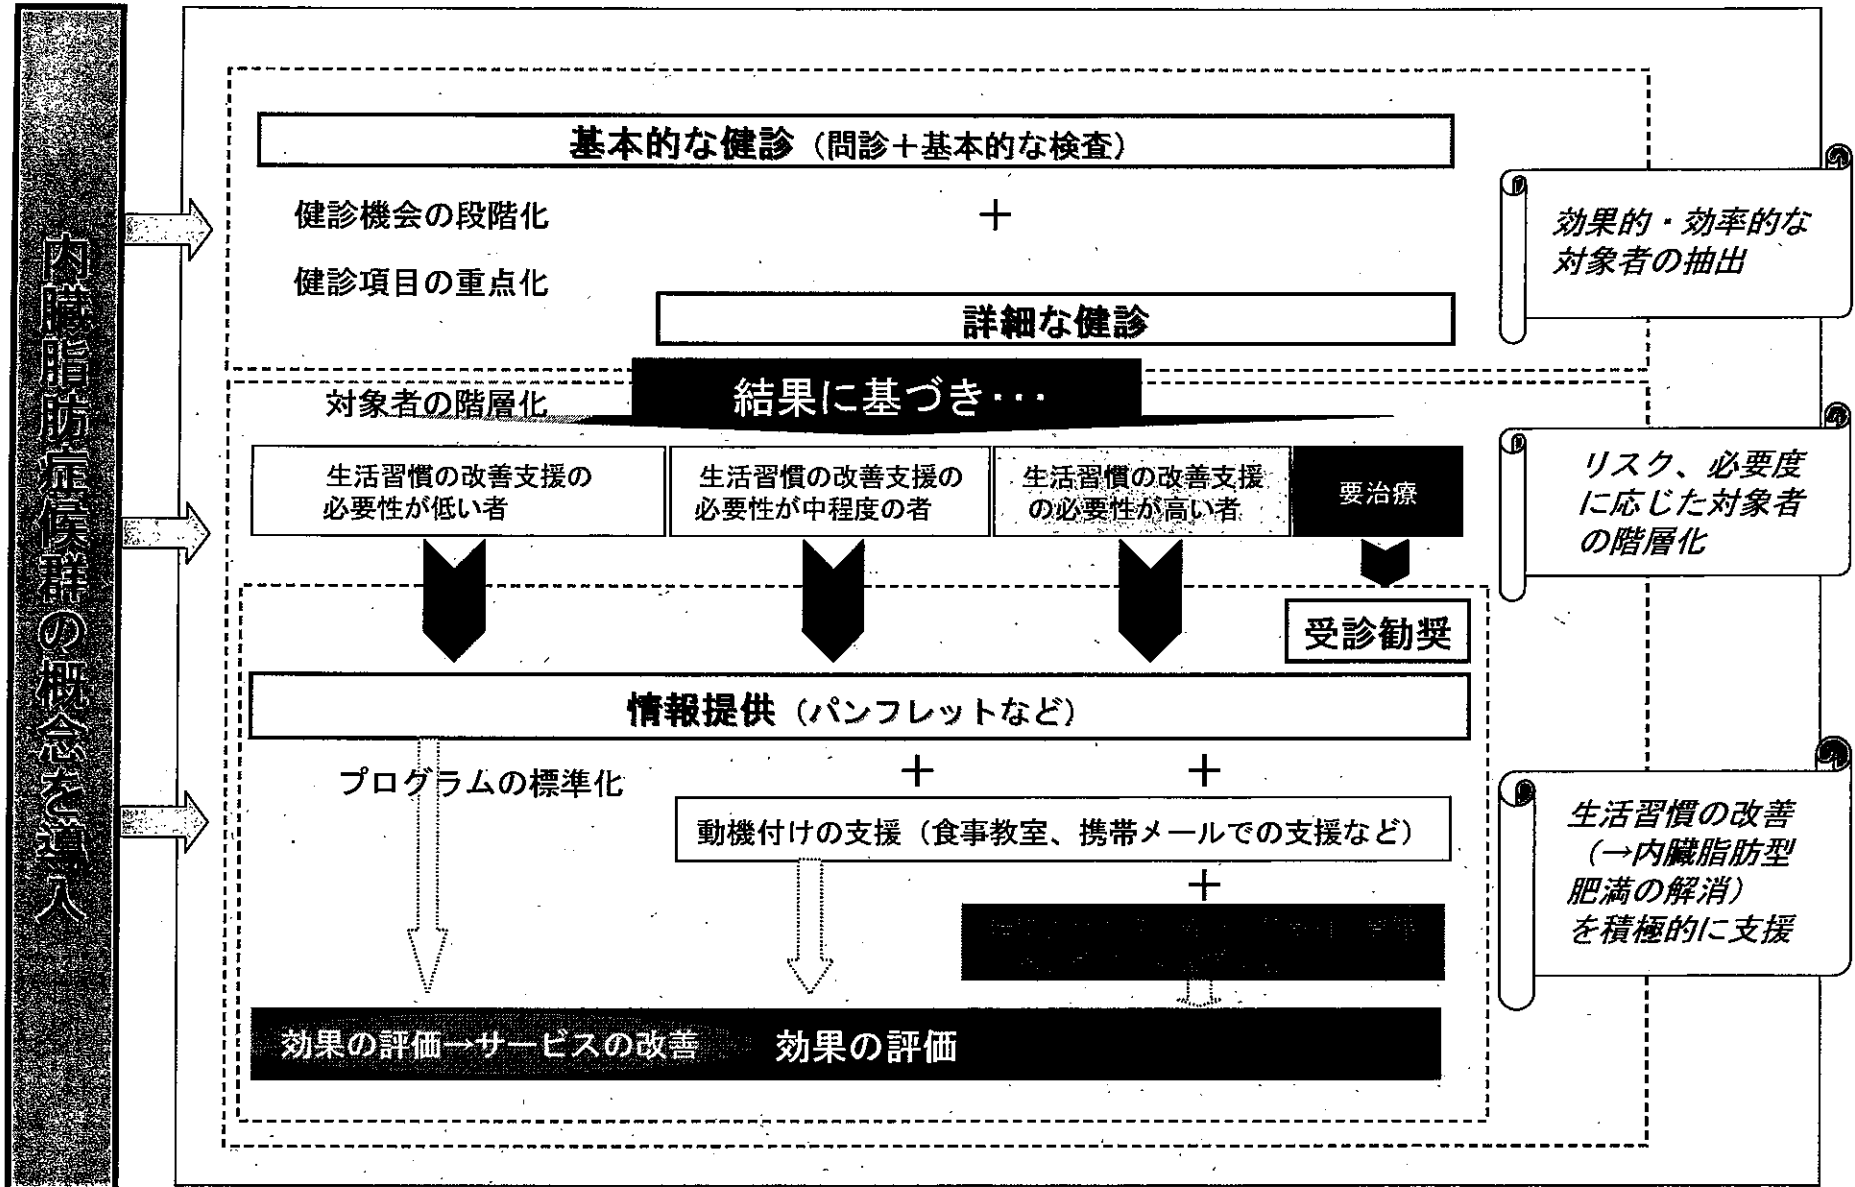 内臓脂肪症候群の概念を導入
基本的な健診（問診＋基本的な検査）
健診機会の段階化
＋
健診項目の重点化
詳細な健診
効果的・効率的な
対象者の抽出
結果に基づき…
対象者の階層化
生活習慣の改善支援の
必要性が低い者
生活習慣の改善支援の
必要性が中程度の者
生活習慣の改善支援
の必要性が高い者
要治療
リスク、必要度
に応じた対象者
の階層化
受診勧奨
情報提供（パンフレットなど）
プログラムの標準化
＋
＋
動機付けの支援（食事教室、携帯メールでの支援など）
＋
生活習慣の改善
（→内臓脂肪型
肥満の解消）
を積極的に支援
効果の評価→サービスの改善
効果の評価